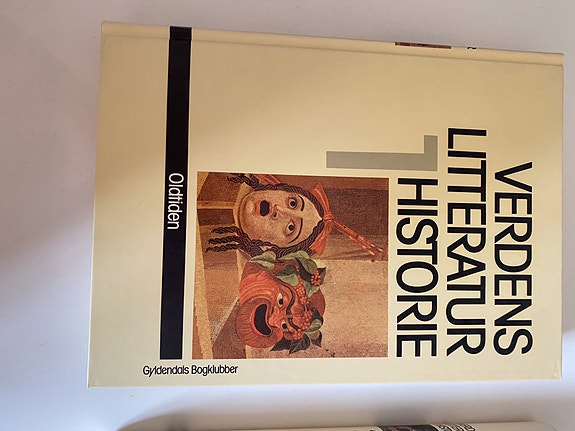 VERDENS
LITTERATUR
HISTORIE
1
Oldtiden
Gyldendals Bogklubber